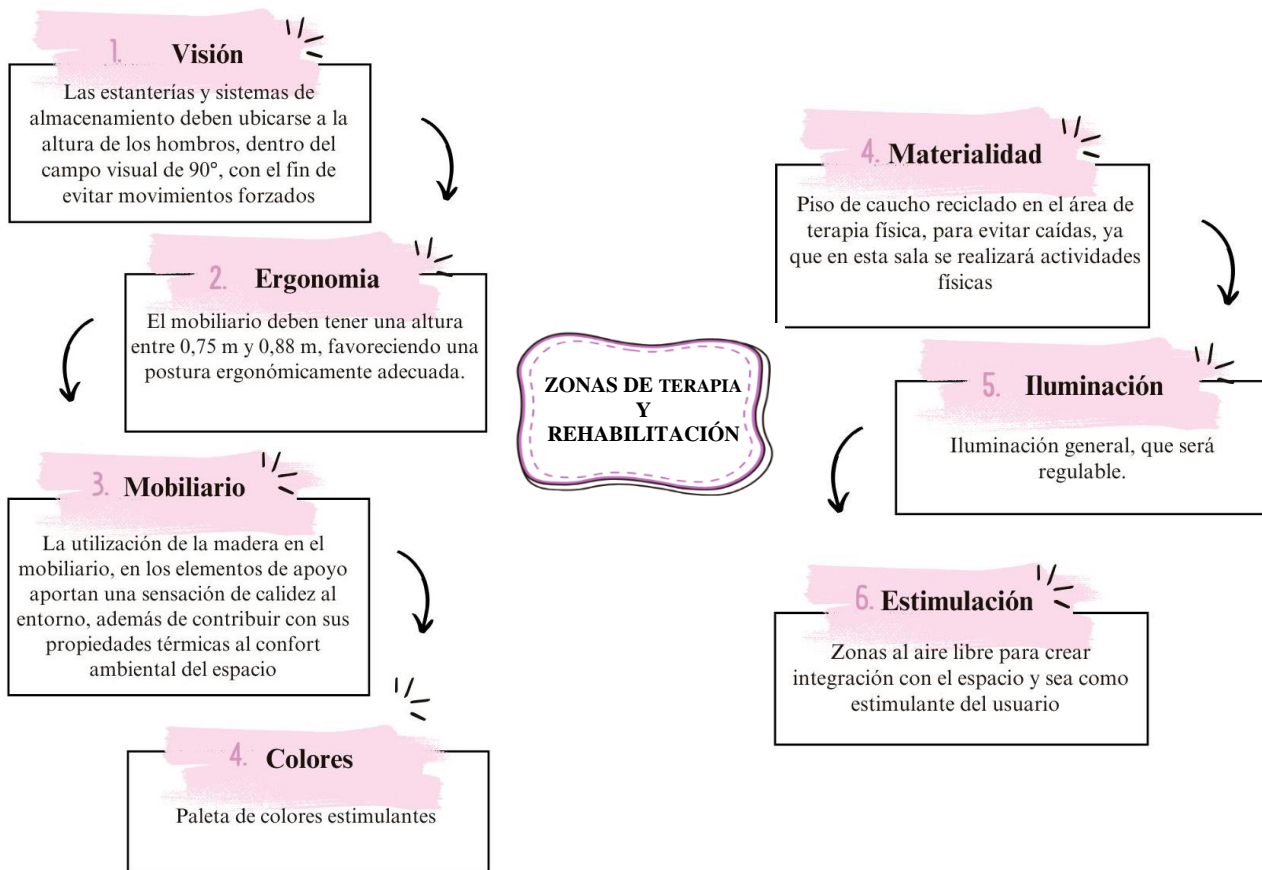 1. Visión
Las estanterías y sistemas de
almacenamiento deben ubicarse a la
altura de los hombros, dentro del
campo visual de 90°, con el fin de
evitar movimientos forzados
2. Ergonomia
El mobiliario deben tener una altura
entre 0,75 m y 0,88 m, favoreciendo una
postura ergonómicamente adecuada.
3. Mobiliario
La utilización de la madera en el
mobiliario, en los elementos de apoyo
aportan una sensación de calidez al
entorno, además de contribuir con sus
propiedades térmicas al confort
ambiental del espacio
4. Colores
Paleta de colores estimulantes
ZONAS DE TERAPIA
Y
REHABILITACIÓN
4. Materialidad
Piso de caucho reciclado en el área de
terapia física, para evitar caídas, ya
que en esta sala se realizará actividades
físicas
5. Iluminación
Iluminación general, que será
regulable.
6. Estimulación
Zonas al aire libre para crear
integración con el espacio y sea como
estimulante del usuario